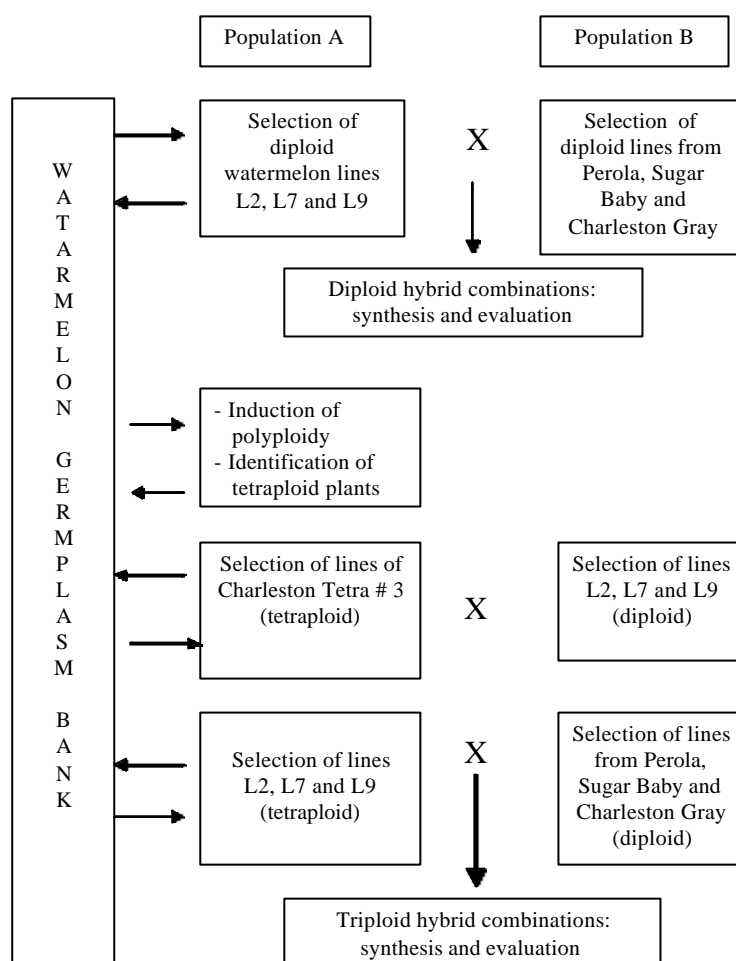 Population A
Population B
WATARMELON GERMPLASM BANK
Selection of
diploid
watermelon lines
L2, L7 and L9
X
Selection of
diploid lines from
Perola, Sugar
Baby and
Charleston Gray
Diploid hybrid combinations:
synthesis and evaluation
- Induction of
polyploidy
- Identification of
tetraploid plants
Selection of lines of
Charleston Tetra # 3
(tetraploid)
X
Selection of lines
L2, L7 and L9
(diploid)
Selection of lines
L2, L7 and L9
(tetraploid)
X
Selection of lines
from Perola,
Sugar Baby and
Charleston Gray
(diploid)
Triploid hybrid combinations:
synthesis and evaluation